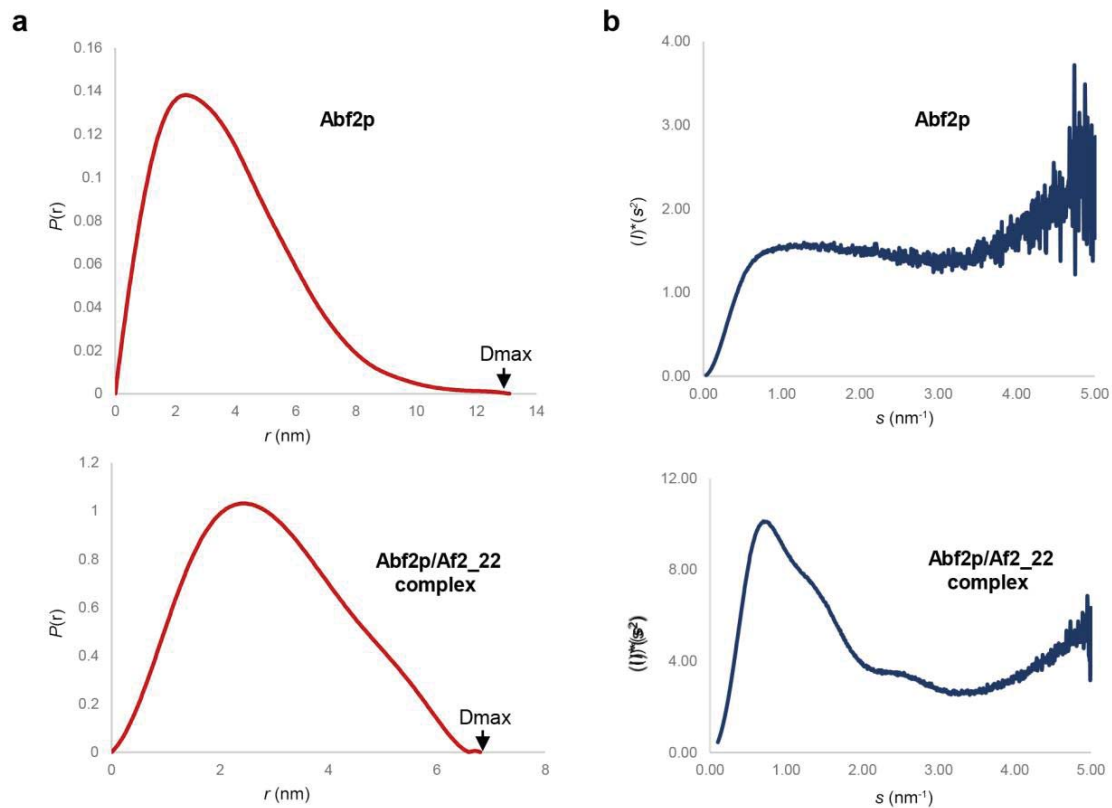 a
0.16
0.14
0.12
0.1
0.08
0.06
0.04
0.02
0
P(r)
Abf2p
Dmax
0 2 4 6 8 10 12 14
r (nm)
1.2
1
0.8
0.6
0.4
0.2
0
P(r)
Abf2p/Af2_22
complex
Dmax
0 2 4 6 8
r (nm)
b
4.00
3.00
2.00
1.00
0.00
(I)*(s²)
Abf2p
0.00 1.00 2.00 3.00 4.00 5.00
s (nm⁻¹)
12.00
8.00
4.00
0.00
(I)*(s²)
Abf2p/Af2_22
complex
0.00 1.00 2.00 3.00 4.00 5.00
s (nm⁻¹)